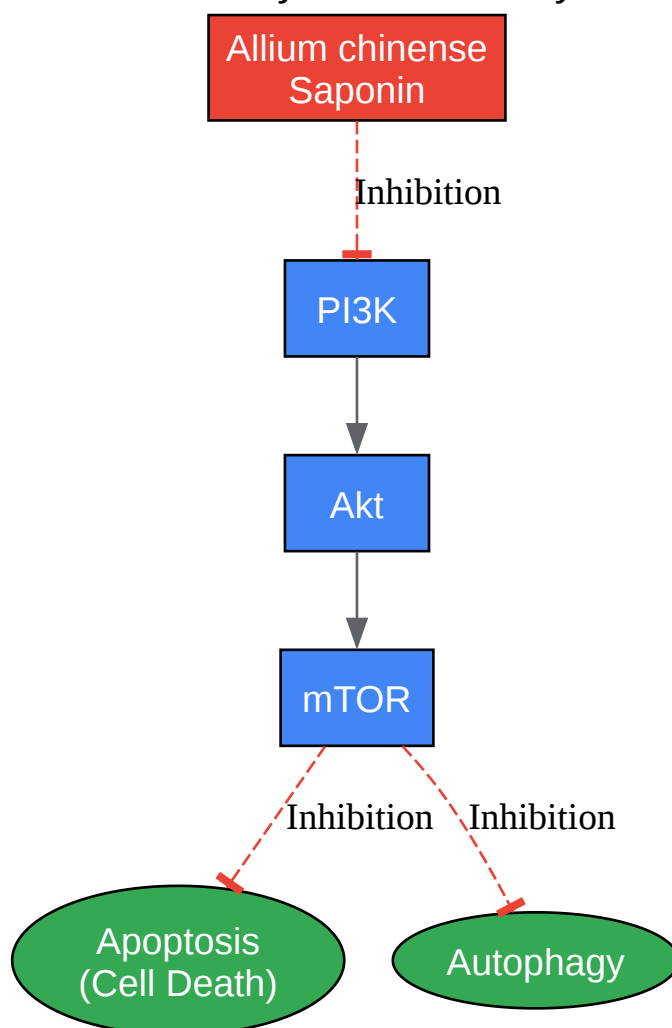 Allium chinense
Saponin
Inhibition
PI3K
Akt
mTOR
Inhibition
Inhibition
Apoptosis
(Cell Death)
Autophagy